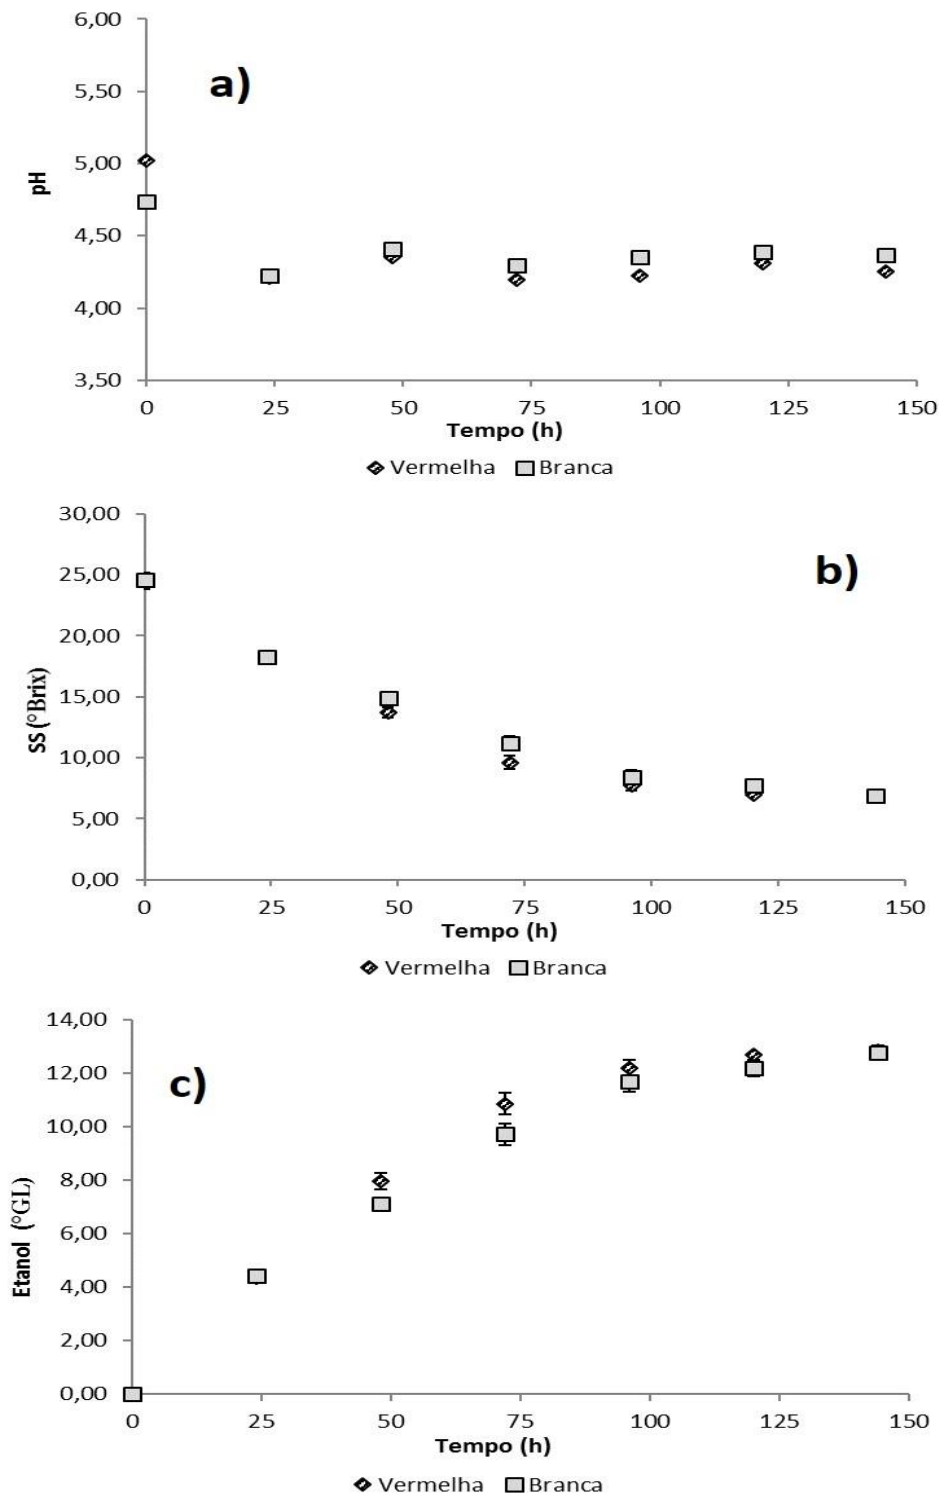 6,00
5,50
a)
5,00
pH
4,50
4,00
3,50
0 25 50 75 100 125 150
Tempo (h)
Vermelha Branca
30,00
25,00
b)
20,00
SS (°Brix)
15,00
10,00
5,00
0,00
0 25 50 75 100 125 150
Tempo (h)
Vermelha Branca
14,00
12,00
c)
10,00
8,00
Etanol (°GL)
6,00
4,00
2,00
0,00
0 25 50 75 100 125 150
Tempo (h)
Vermelha Branca